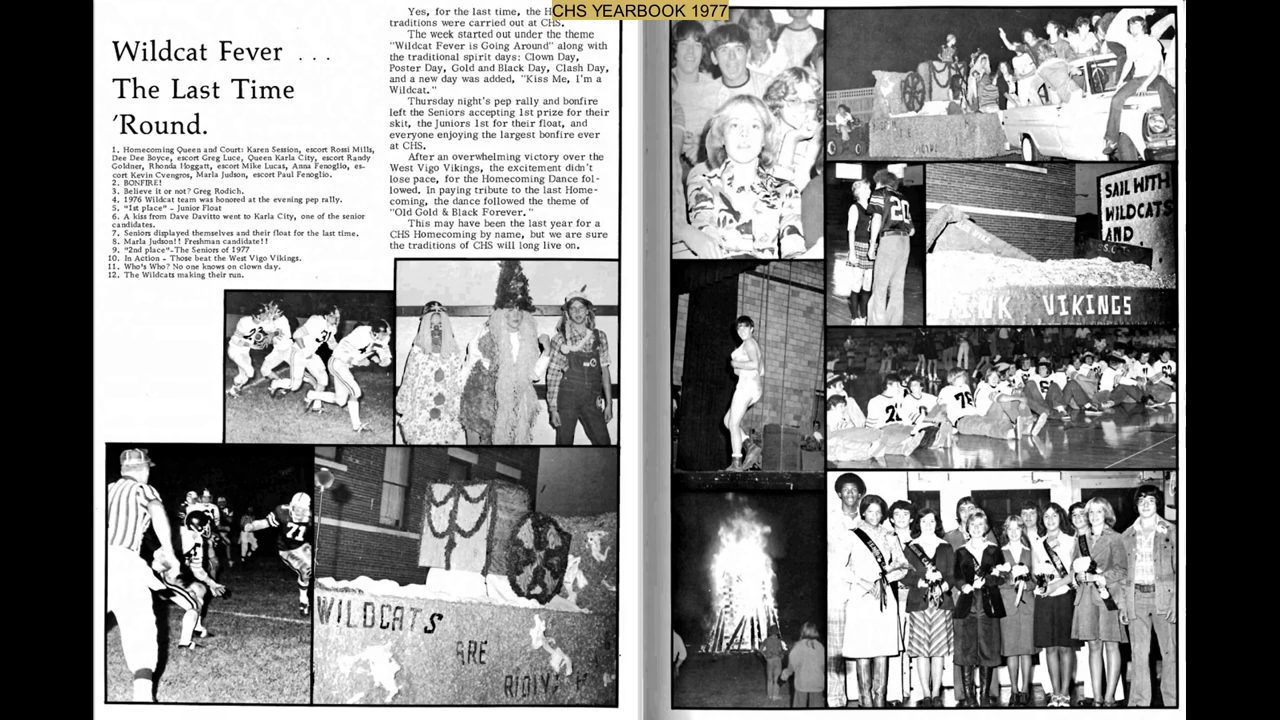 CHS YEARBOOK 1977
Wildcat Fever ...
The Last Time
'Round.
1. Homecoming Queen and Court: Karen Session, escort Rossi Mills,
Dee Dee Boyce, escort Greg Luce, Queen Karla City, escort Randy
Goldner, Rhonda Hoggatt, escort Mike Lucas, Anna Fenoglio, es-
cort Kevin Cvengros, Marla Judson, escort Paul Fenoglio.
2. BONFIRE!
3. Believe it or not? Greg Rodich.
4. 1976 Wildcat team was honored at the evening pep rally.
5. "1st place" - Junior Float
6. A kiss from Dave Davitto went to Karla City, one of the senior
candidates.
7. Seniors displayed themselves and their float for the last time.
8. Marla Judson!! Freshman candidate!!
9. "2nd place"-The Seniors of 1977
10. In Action - Those beat the West Vigo Vikings.
11. Who's Who? No one knows on clown day.
12. The Wildcats making their run.
Yes, for the last time, the
traditions were carried out at CHS.
The week started out under the theme
"Wildcat Fever is Going Around" along with
the traditional spirit days: Clown Day,
Poster Day, Gold and Black Day, Clash Day,
and a new day was added, "Kiss Me, I'm a
Wildcat."
Thursday night's pep rally and bonfire
left the Seniors accepting 1st prize for their
skit, the Juniors 1st for their float, and
everyone enjoying the largest bonfire ever
at CHS.
After an overwhelming victory over the
West Vigo Vikings, the excitement didn't
lose pace, for the Homecoming Dance fol-
lowed. In paying tribute to the last Home-
coming, the dance followed the theme of
"Old Gold & Black Forever."
This may have been the last year for a
CHS Homecoming by name, but we are sure
the traditions of CHS will long live on.
71
WILDCATS
ARE
20
SAIL WITH
WILDCATS
AND
VIKINGS
76